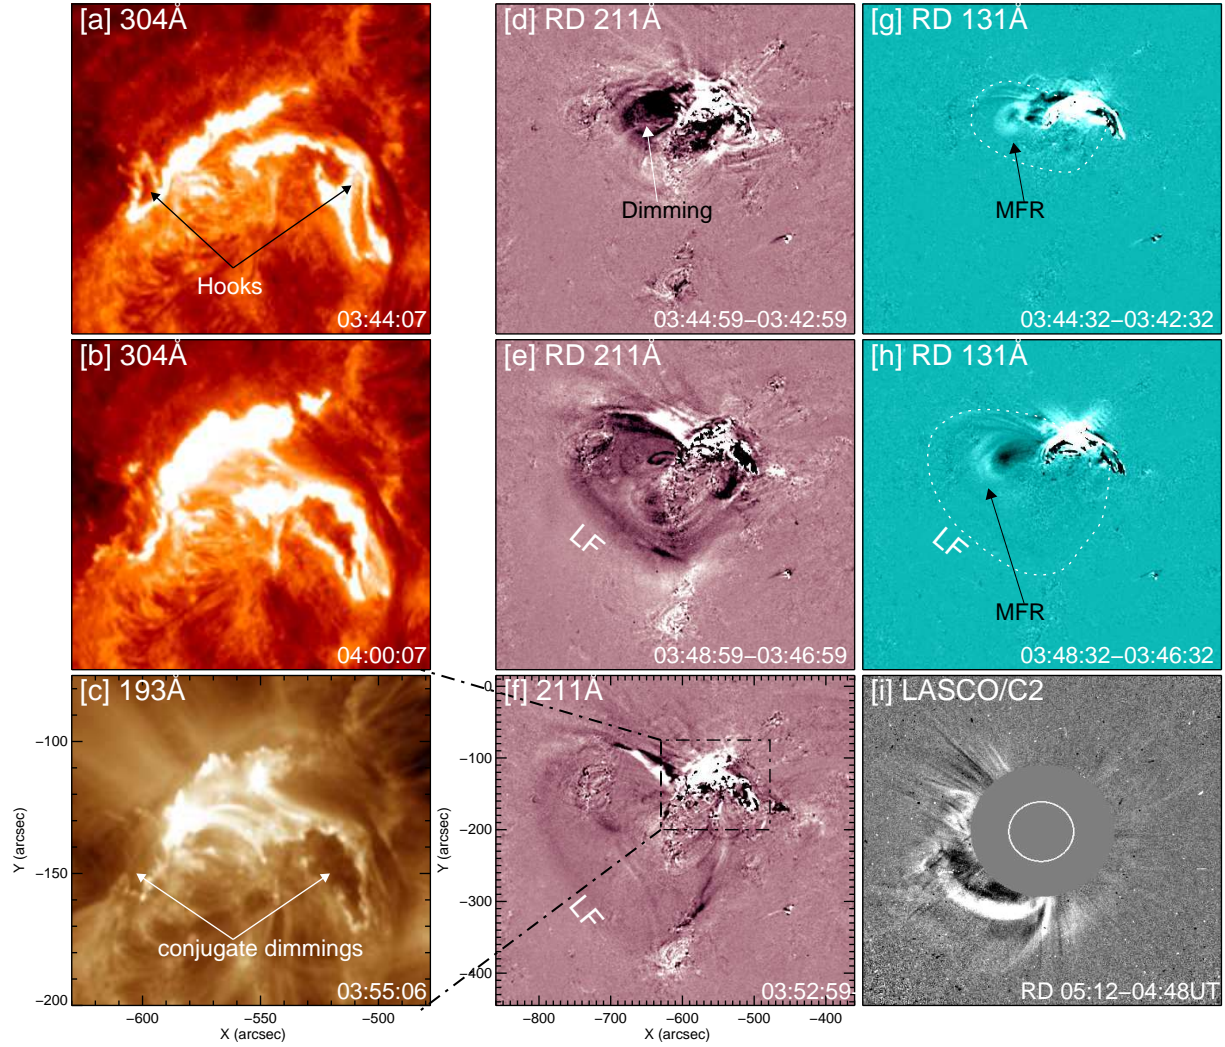 [a] 304Å
Hooks
03:44:07
[d] RD 211Å
Dimming
03:44:59−03:42:59
[g] RD 131Å
MFR
03:44:32−03:42:32
[b] 304Å
04:00:07
[e] RD 211Å
LF
03:48:59−03:46:59
[h] RD 131Å
LF
MFR
03:48:32−03:46:32
[c] 193Å
conjugate dimmings
03:55:06
−100
−150
−200
Y (arcsec)
−600
−550
−500
X (arcsec)
[f] 211Å
LF
03:52:59
0
−100
−200
−300
−400
Y (arcsec)
−800
−700
−600
−500
−400
X (arcsec)
[i] LASCO/C2
RD 05:12−04:48UT